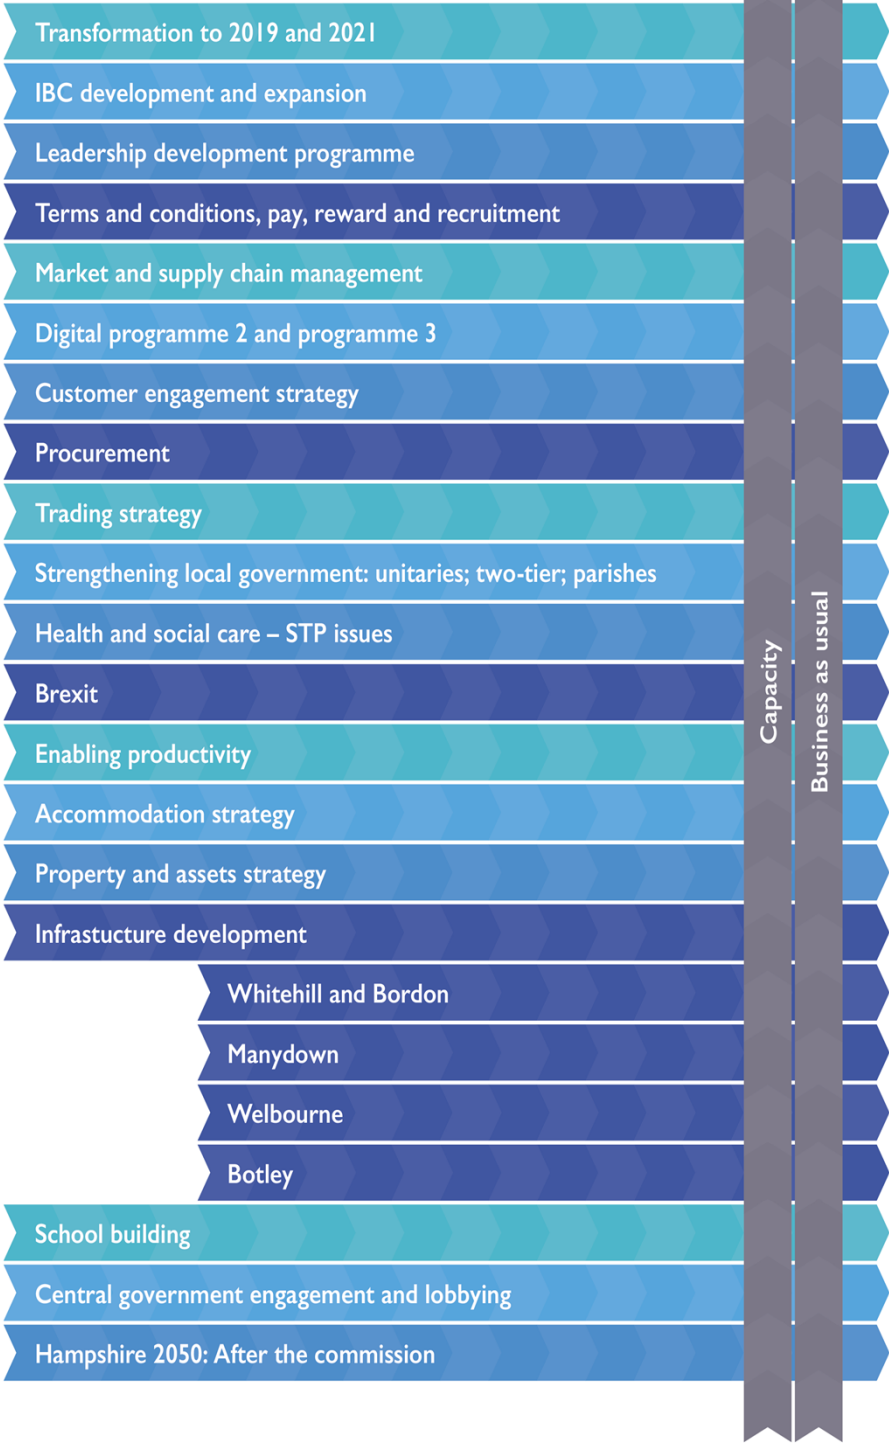 Transformation to 2019 and 2021
IBC development and expansion
Leadership development programme
Terms and conditions, pay, reward and recruitment
Market and supply chain management
Digital programme 2 and programme 3
Customer engagement strategy
Procurement
Trading strategy
Strengthening local government: unitaries; two-tier; parishes
Health and social care – STP issues
Brexit
Enabling productivity
Accommodation strategy
Property and assets strategy
Infrastucture development
Whitehill and Bordon
Manydown
Welbourne
Botley
School building
Central government engagement and lobbying
Hampshire 2050: After the commission
Capacity
Business as usual